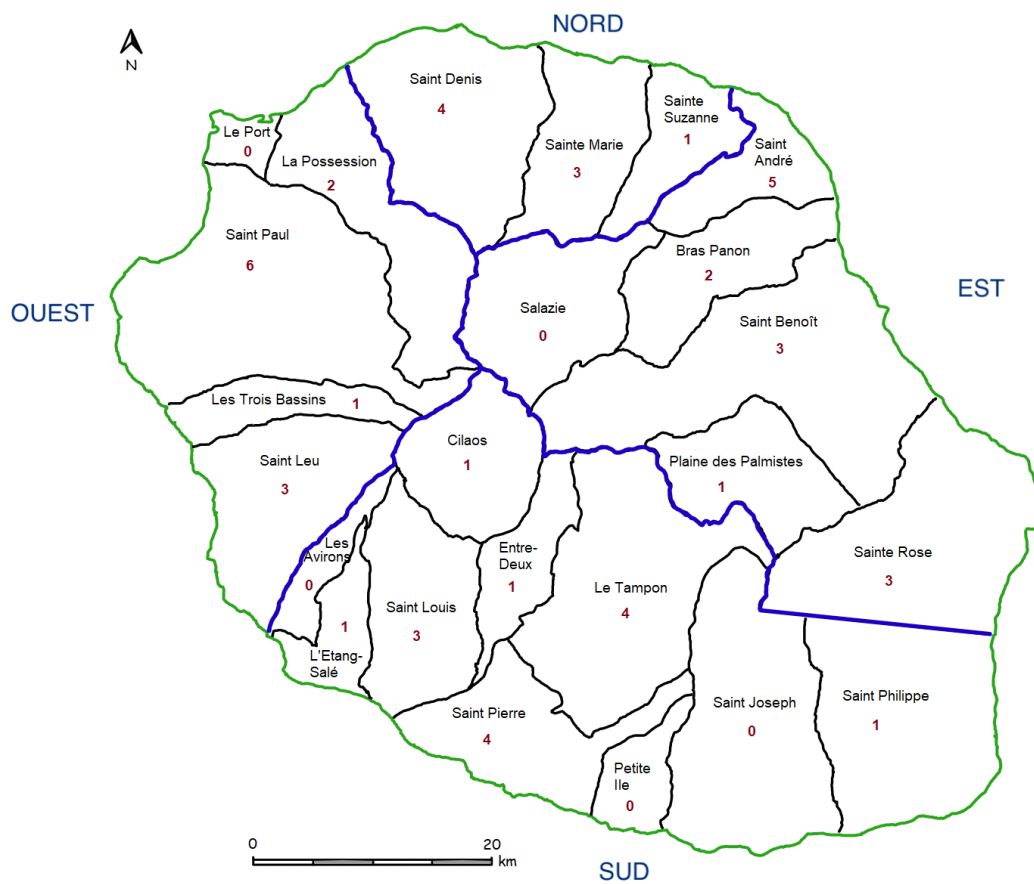 NORD
N
Saint Denis
4
Sainte
Suzanne
1
Le Port
0
La Possession
2
Sainte Marie
3
Saint
André
5
Saint Paul
6
Bras Panon
2
EST
OUEST
Salazie
0
Saint Benoît
3
Les Trois Bassins 1
Cilaos
1
Saint Leu
3
Plaine des Palmistes
1
Les
Avirons
0
Entre-
Deux
1
Sainte Rose
3
Le Tampon
4
Saint Louis
3
1
L'Etang-
Salé
Saint Pierre
4
Saint Joseph
0
Saint Philippe
1
Petite
Ile
0
0 20
km
SUD